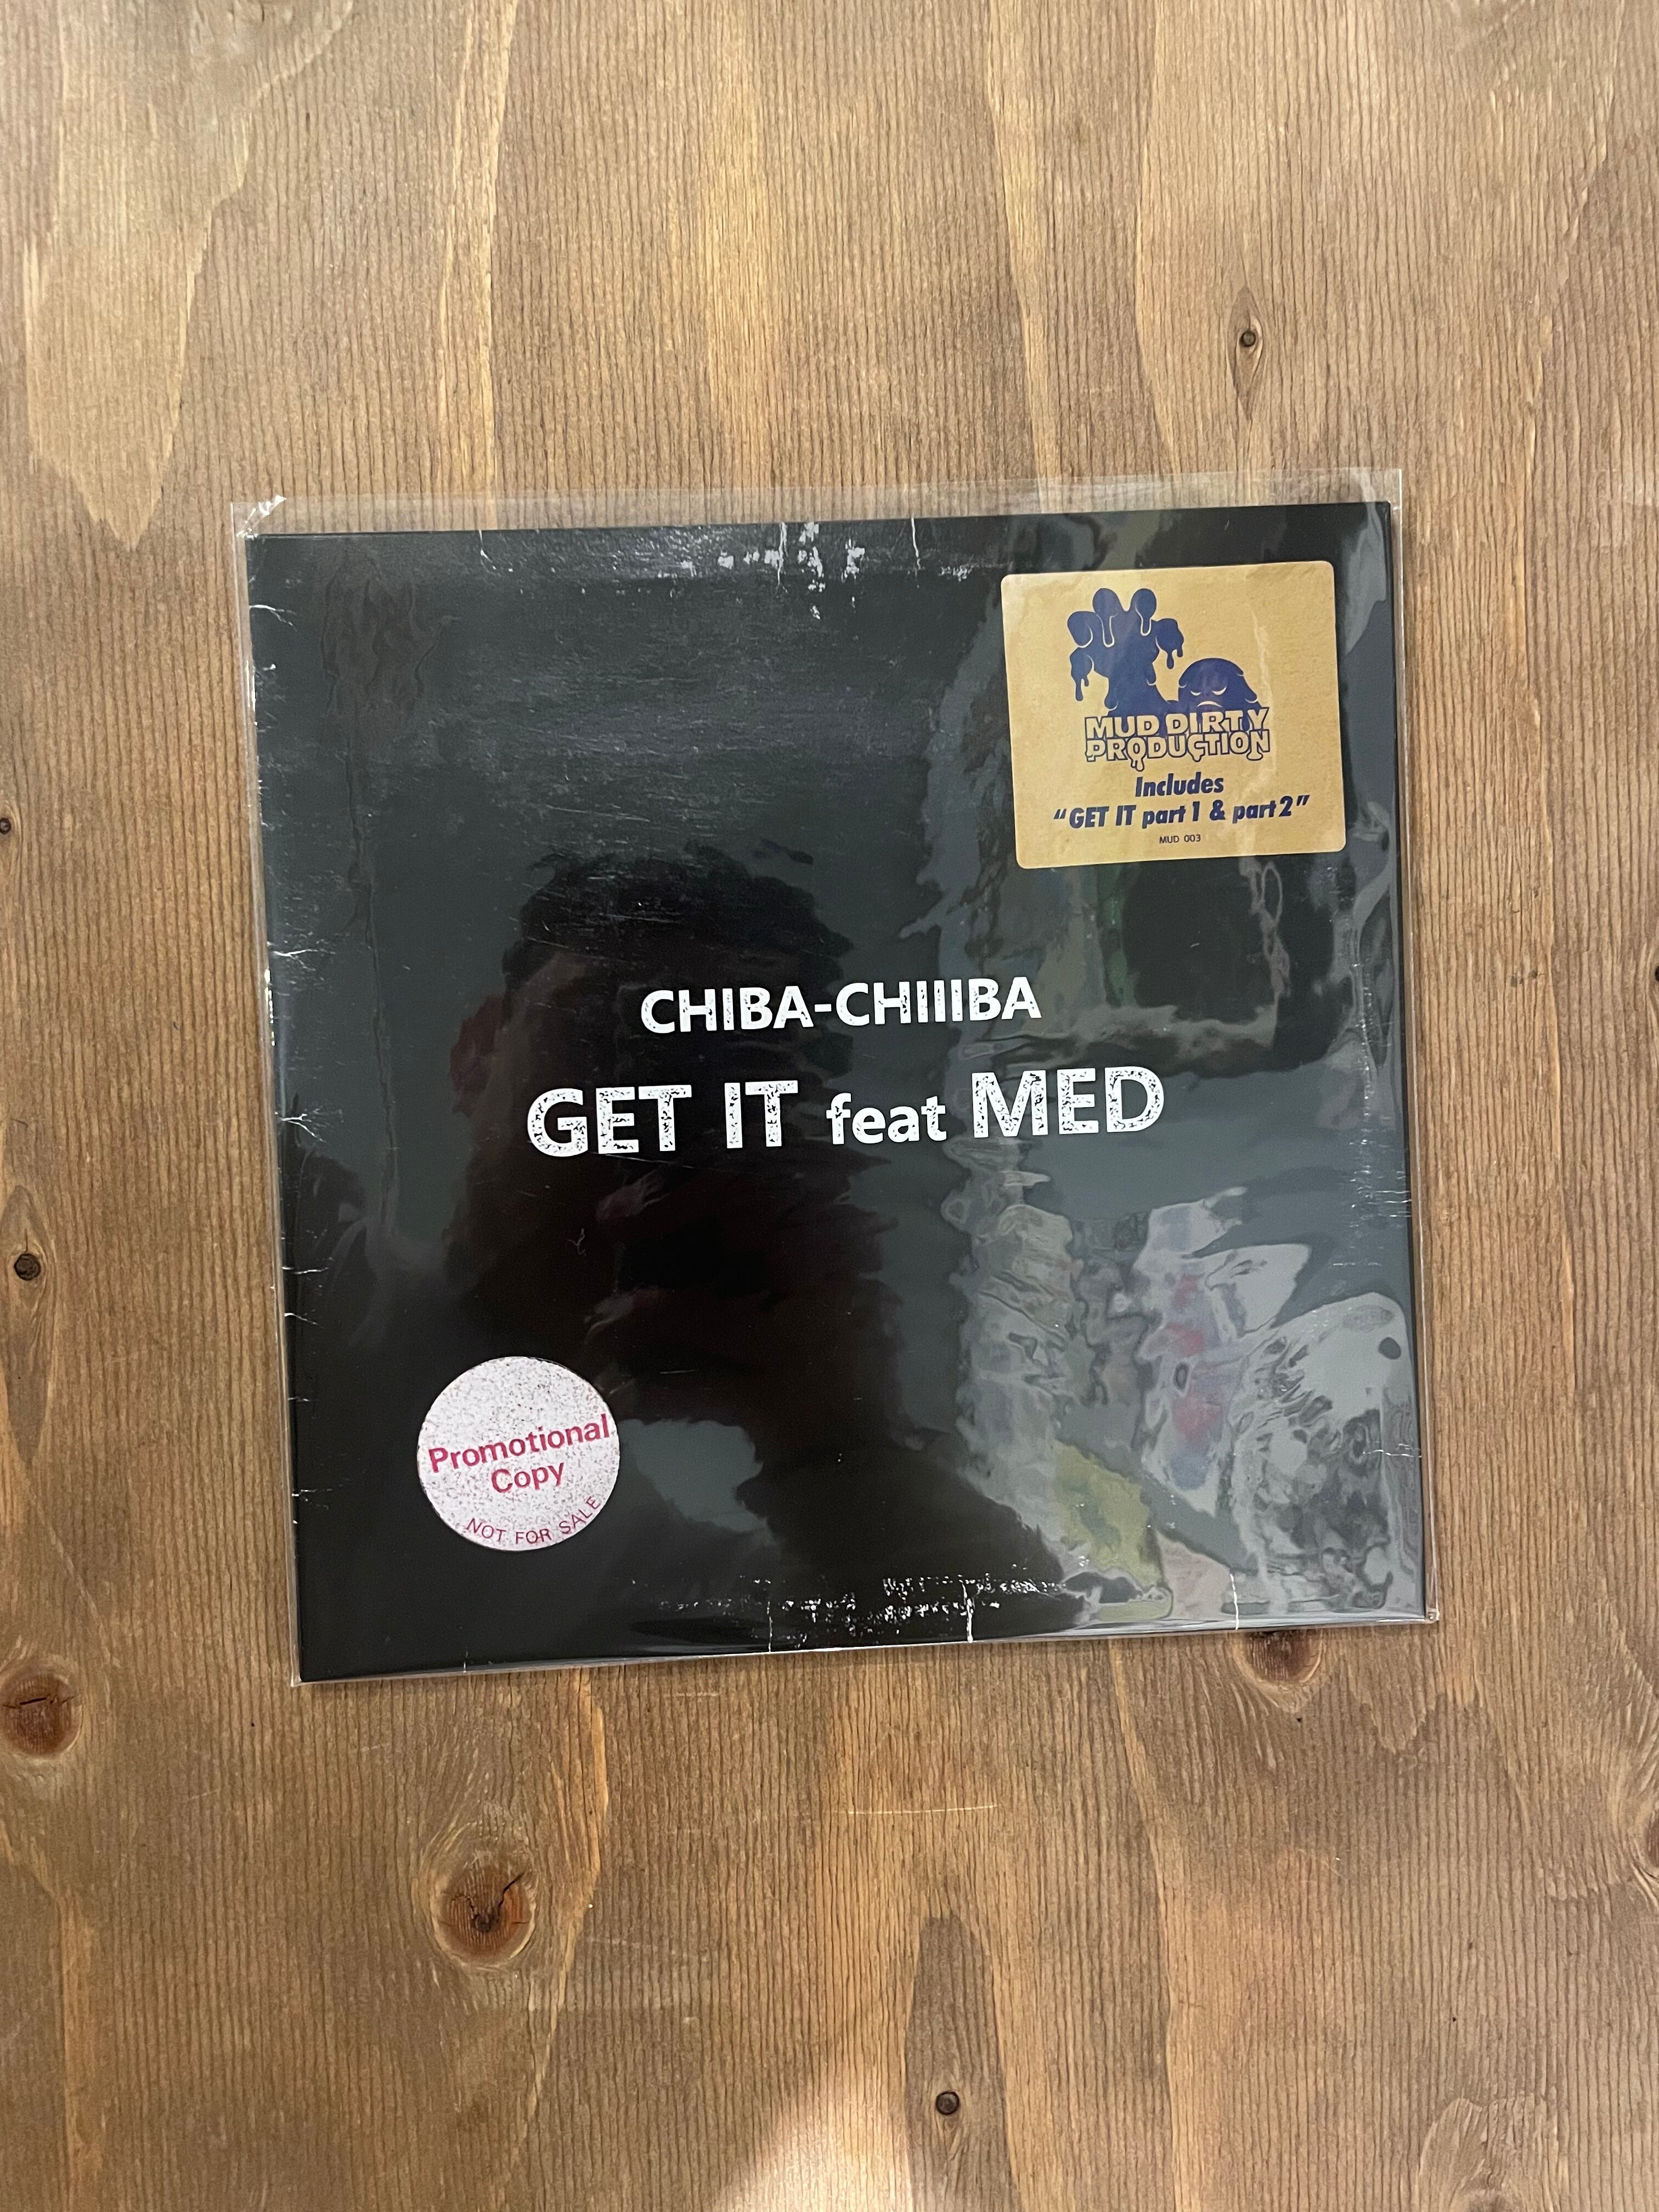 MUD DIRTY
PRODUCTION
Includes
"GET IT part 1 & part 2"
MUD 003
CHIBA-CHIIIBA
GET IT feat MED
Promotional
Copy
NOT FOR SALE